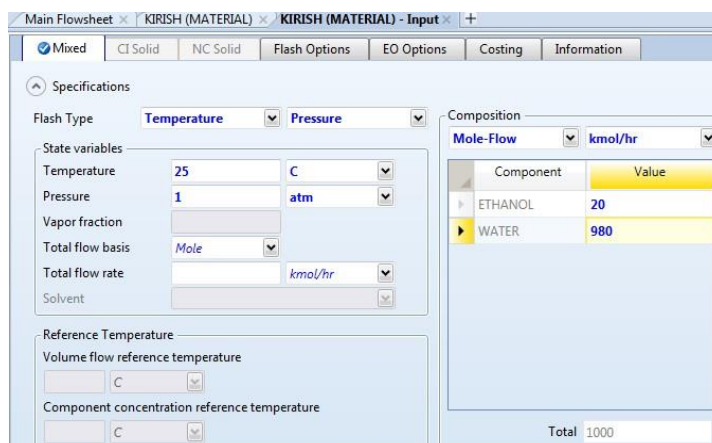 Main Flowsheet KIRISH (MATERIAL) KIRISH (MATERIAL) - Input +
Mixed CI Solid NC Solid Flash Options EO Options Costing Information
Specifications
Flash Type Temperature Pressure
State variables
Temperature 25 C
Pressure 1 atm
Vapor fraction
Total flow basis Mole
Total flow rate kmol/hr
Solvent
Reference Temperature
Volume flow reference temperature
C
Component concentration reference temperature
C
Composition
Mole-Flow kmol/hr
Component Value
ETHANOL 20
WATER 980
Total 1000